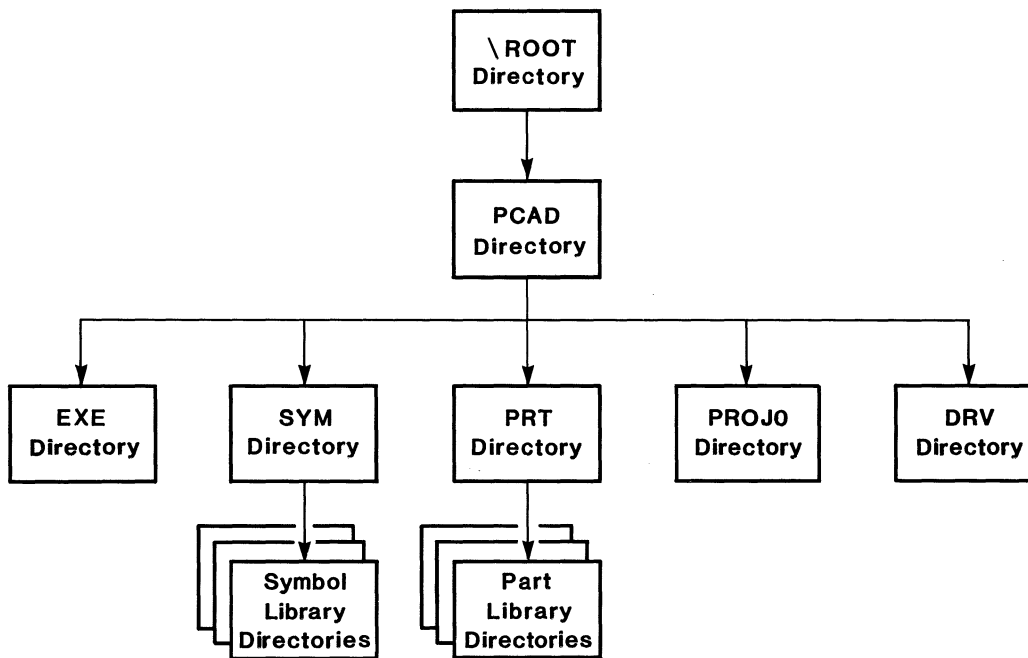 \ROOT
Directory
PCAD
Directory
EXE
Directory
SYM
Directory
PRT
Directory
PROJ0
Directory
DRV
Directory
Symbol
Library
Directories
Part
Library
Directories